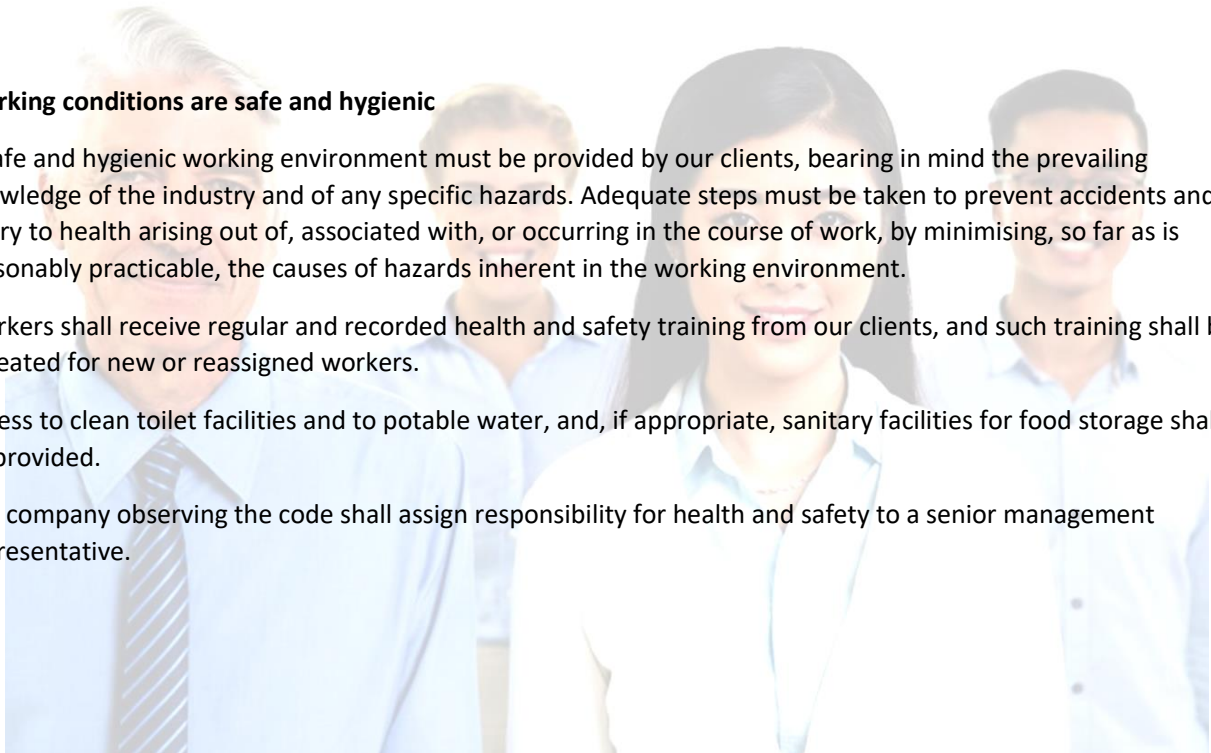 rking conditions are safe and hygienic
afe and hygienic working environment must be provided by our clients, bearing in mind the prevailing
wledge of the industry and of any specific hazards. Adequate steps must be taken to prevent accidents and
ry to health arising out of, associated with, or occurring in the course of work, by minimising, so far as is
sonably practicable, the causes of hazards inherent in the working environment.
rkers shall receive regular and recorded health and safety training from our clients, and such training shall b
eated for new or reassigned workers.
ess to clean toilet facilities and to potable water, and, if appropriate, sanitary facilities for food storage shal
provided.
company observing the code shall assign responsibility for health and safety to a senior management
resentative.